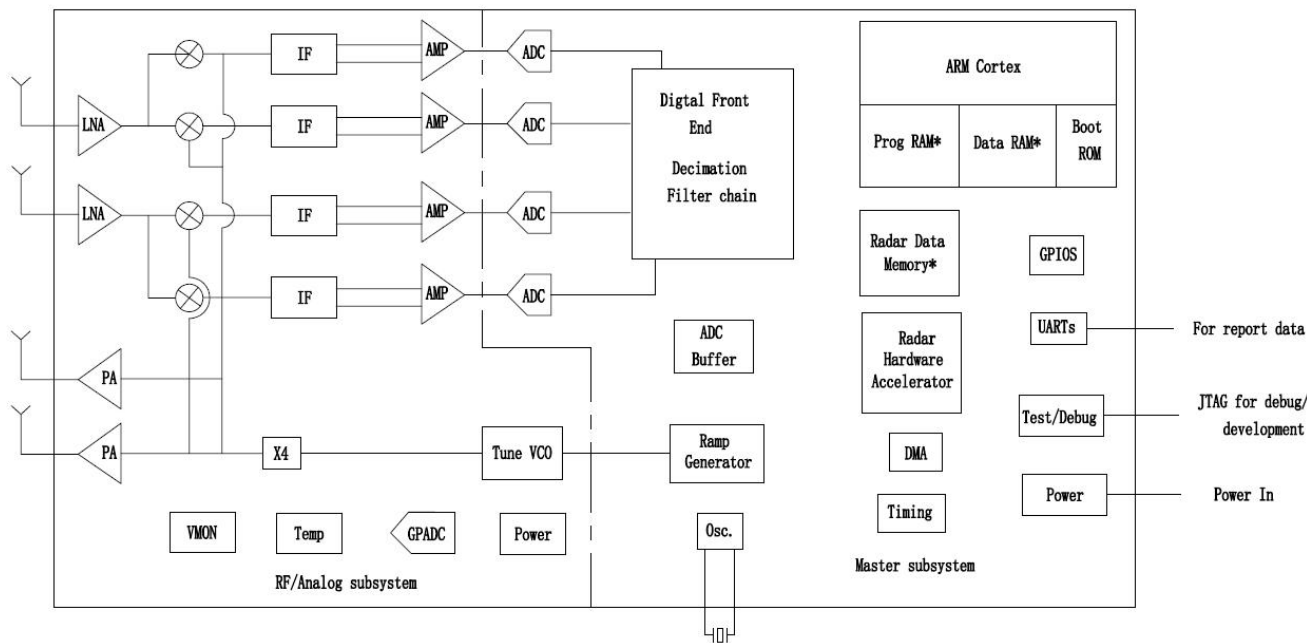 IF
AMP
ADC
IF
AMP
ADC
LNA
IF
AMP
ADC
LNA
IF
AMP
ADC
PA
PA
X4
Tune VCO
VMON
Temp
GPADC
Power
RF/Analog subsystem
Digtal Front
End
Decimation
Filter chain
ADC
Buffer
Ramp
Generator
Osc.
ARM Cortex
Prog RAM*
Data RAM*
Boot
ROM
Radar Data
Memory*
GPIOS
Radar
Hardware
Accelerator
UARTs
For report data
Test/Debug
JTAG for debug/
development
DMA
Power
Power In
Timing
Master subsystem